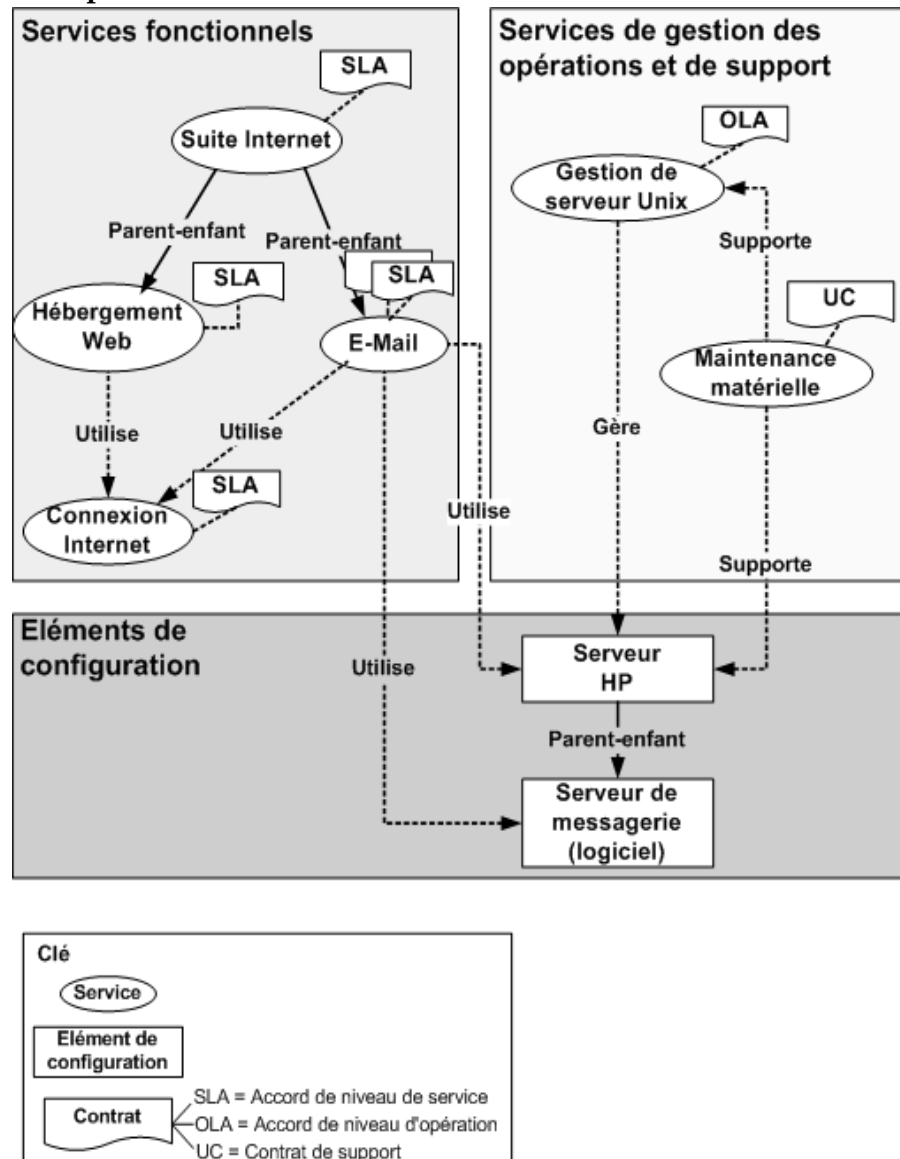 Services fonctionnels
SLA
Suite Internet
Parent-enfant
Parent-enfant
SLA
SLA
Hébergement
Web
E-Mail
Utilise
Utilise
SLA
Connexion
Internet
Utilise
Services de gestion des
opérations et de support
OLA
Gestion de
serveur Unix
Supporte
UC
Maintenance
matérielle
Gère
Supporte
Eléments de
configuration
Utilise
Serveur
HP
Parent-enfant
Serveur de
messagerie
(logiciel)
Clé
Service
Elément de
configuration
Contrat
SLA = Accord de niveau de service
OLA = Accord de niveau d'opération
UC = Contrat de support